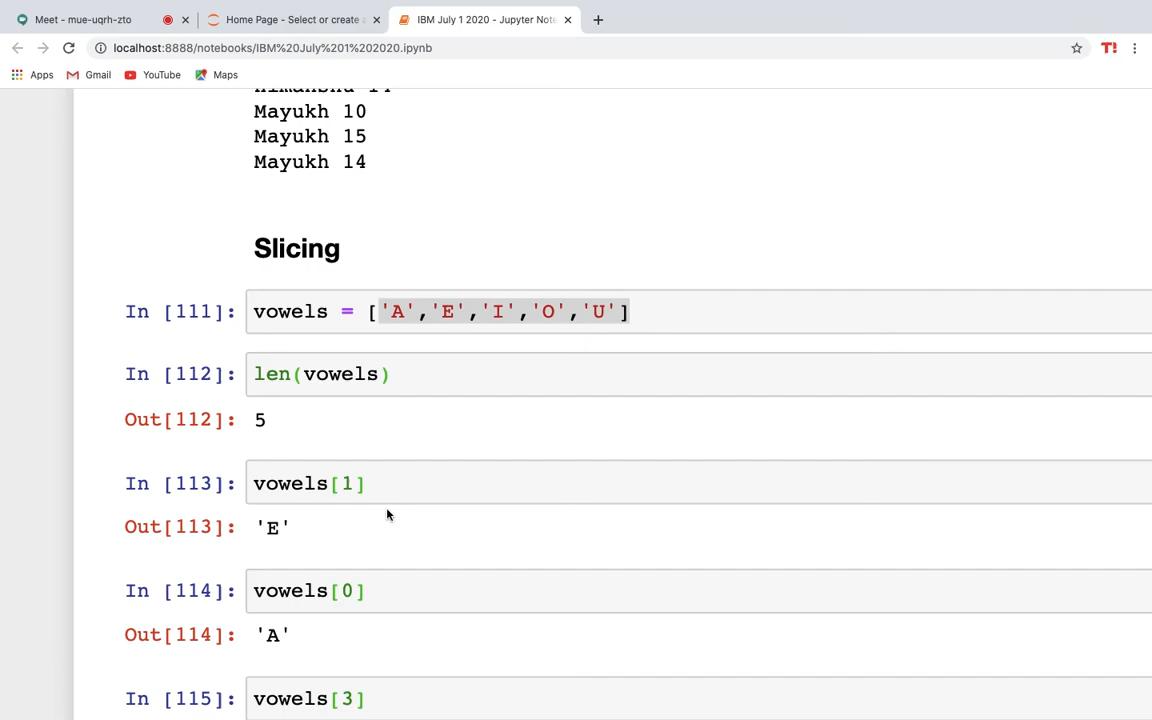 Meet - mue-uqrh-zto
Home Page - Select or create a
IBM July 1 2020 - Jupyter Note
localhost:8888/notebooks/IBM%20July%201%202020.ipynb
Apps Gmail YouTube Maps
Mayukh 10
Mayukh 15
Mayukh 14
Slicing
In [111]: vowels = ['A','E','I','O','U']
In [112]: len(vowels)
Out[112]: 5
In [113]: vowels[1]
Out[113]: 'E'
In [114]: vowels[0]
Out[114]: 'A'
In [115]: vowels[3]